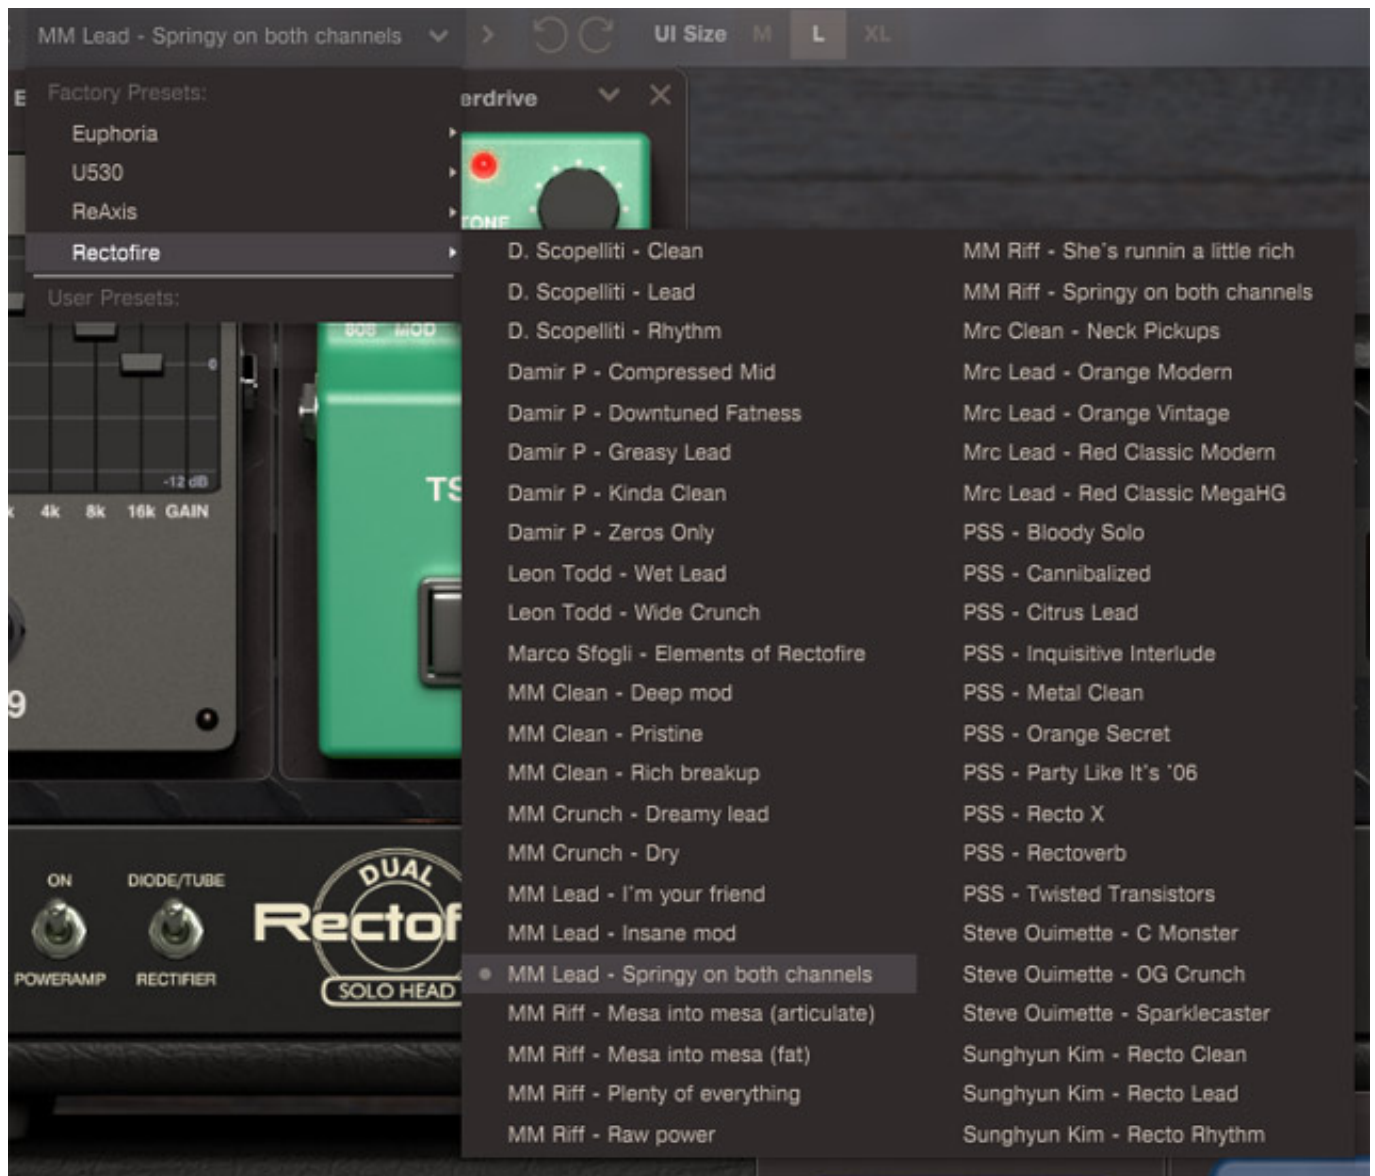 MM Lead - Springy on both channels
UI Size M L XL
Factory Presets:
Euphoria
U530
ReAxis
Rectofire
User Presets:
E
erdrive
TONE
D. Scopelliti - Clean
D. Scopelliti - Lead
D. Scopelliti - Rhythm
Damir P - Compressed Mid
Damir P - Downtuned Fatness
Damir P - Greasy Lead
Damir P - Kinda Clean
Damir P - Zeros Only
Leon Todd - Wet Lead
Leon Todd - Wide Crunch
Marco Sfogli - Elements of Rectofire
MM Clean - Deep mod
MM Clean - Pristine
MM Clean - Rich breakup
MM Crunch - Dreamy lead
MM Crunch - Dry
MM Lead - I'm your friend
MM Lead - Insane mod
MM Lead - Springy on both channels
MM Riff - Mesa into mesa (articulate)
MM Riff - Mesa into mesa (fat)
MM Riff - Plenty of everything
MM Riff - Raw power
MM Riff - She's runnin a little rich
MM Riff - Springy on both channels
Mrc Clean - Neck Pickups
Mrc Lead - Orange Modern
Mrc Lead - Orange Vintage
Mrc Lead - Red Classic Modern
Mrc Lead - Red Classic MegaHG
PSS - Bloody Solo
PSS - Cannibalized
PSS - Citrus Lead
PSS - Inquisitive Interlude
PSS - Metal Clean
PSS - Orange Secret
PSS - Party Like It's '06
PSS - Recto X
PSS - Rectoverb
PSS - Twisted Transistors
Steve Ouimette - C Monster
Steve Ouimette - OG Crunch
Steve Ouimette - Sparklecaster
Sunghyun Kim - Recto Clean
Sunghyun Kim - Recto Lead
Sunghyun Kim - Recto Rhythm
808 MOD
0
-12 dB
k 4k 8k 16k GAIN
TS
9
ON
POWERAMP
DIODE/TUBE
RECTIFIER
DUAL
Rectof
SOLO HEAD